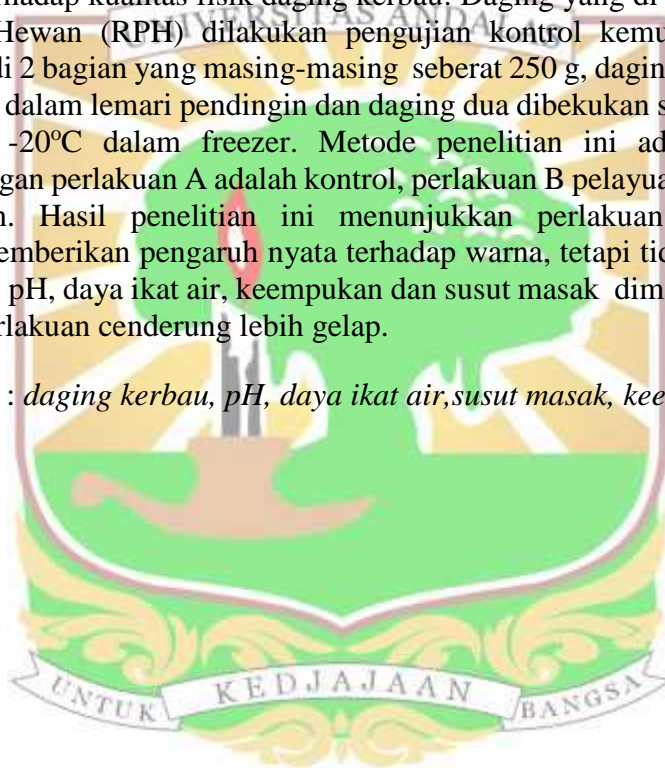 terhadap kualitas fisik daging kerbau. Daging yang di
UNIVERSITAS ANDALAS
Hewan (RPH) dilakukan pengujian kontrol kemu
di 2 bagian yang masing-masing seberat 250 g, dagin
dalam lemari pendingin dan daging dua dibekukan s
-20°C dalam freezer. Metode penelitian ini ad
gan perlakuan A adalah kontrol, perlakuan B pelayua
n. Hasil penelitian ini menunjukkan perlakuan
emberikan pengaruh nyata terhadap warna, tetapi tid
pH, daya ikat air, keempukan dan susut masak dim
rlakuan cenderung lebih gelap.
: daging kerbau, pH, daya ikat air,susut masak, kee
UNTUK KEDJAJAAN BANGSA